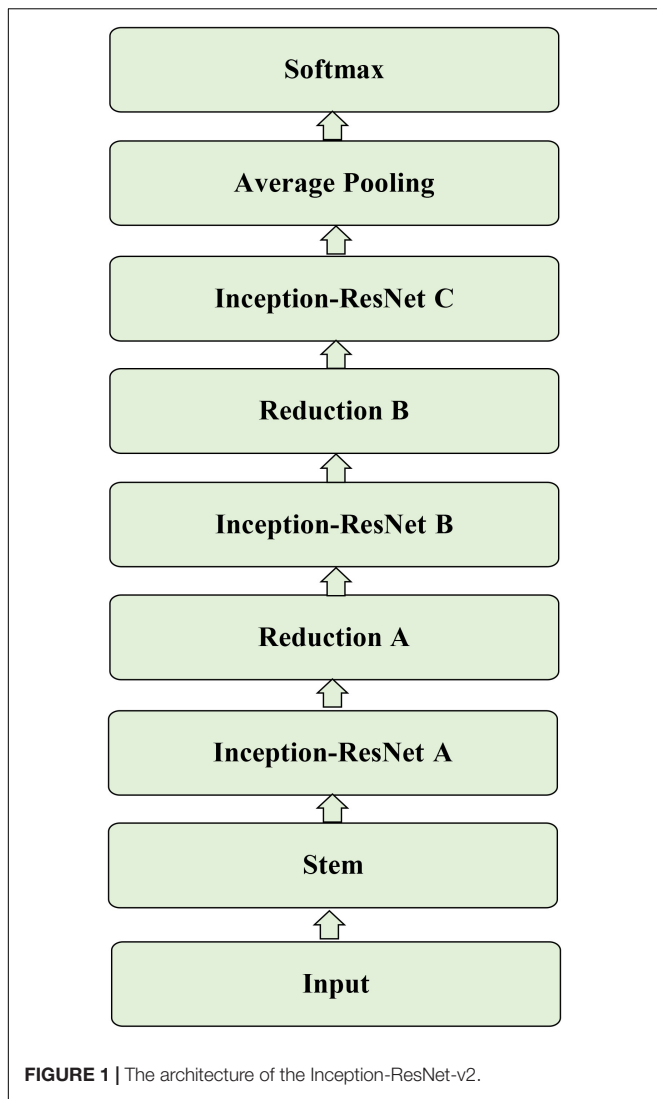 Softmax
Average Pooling
Inception-ResNet C
Reduction B
Inception-ResNet B
Reduction A
Inception-ResNet A
Stem
Input
FIGURE 1 | The architecture of the Inception-ResNet-v2.